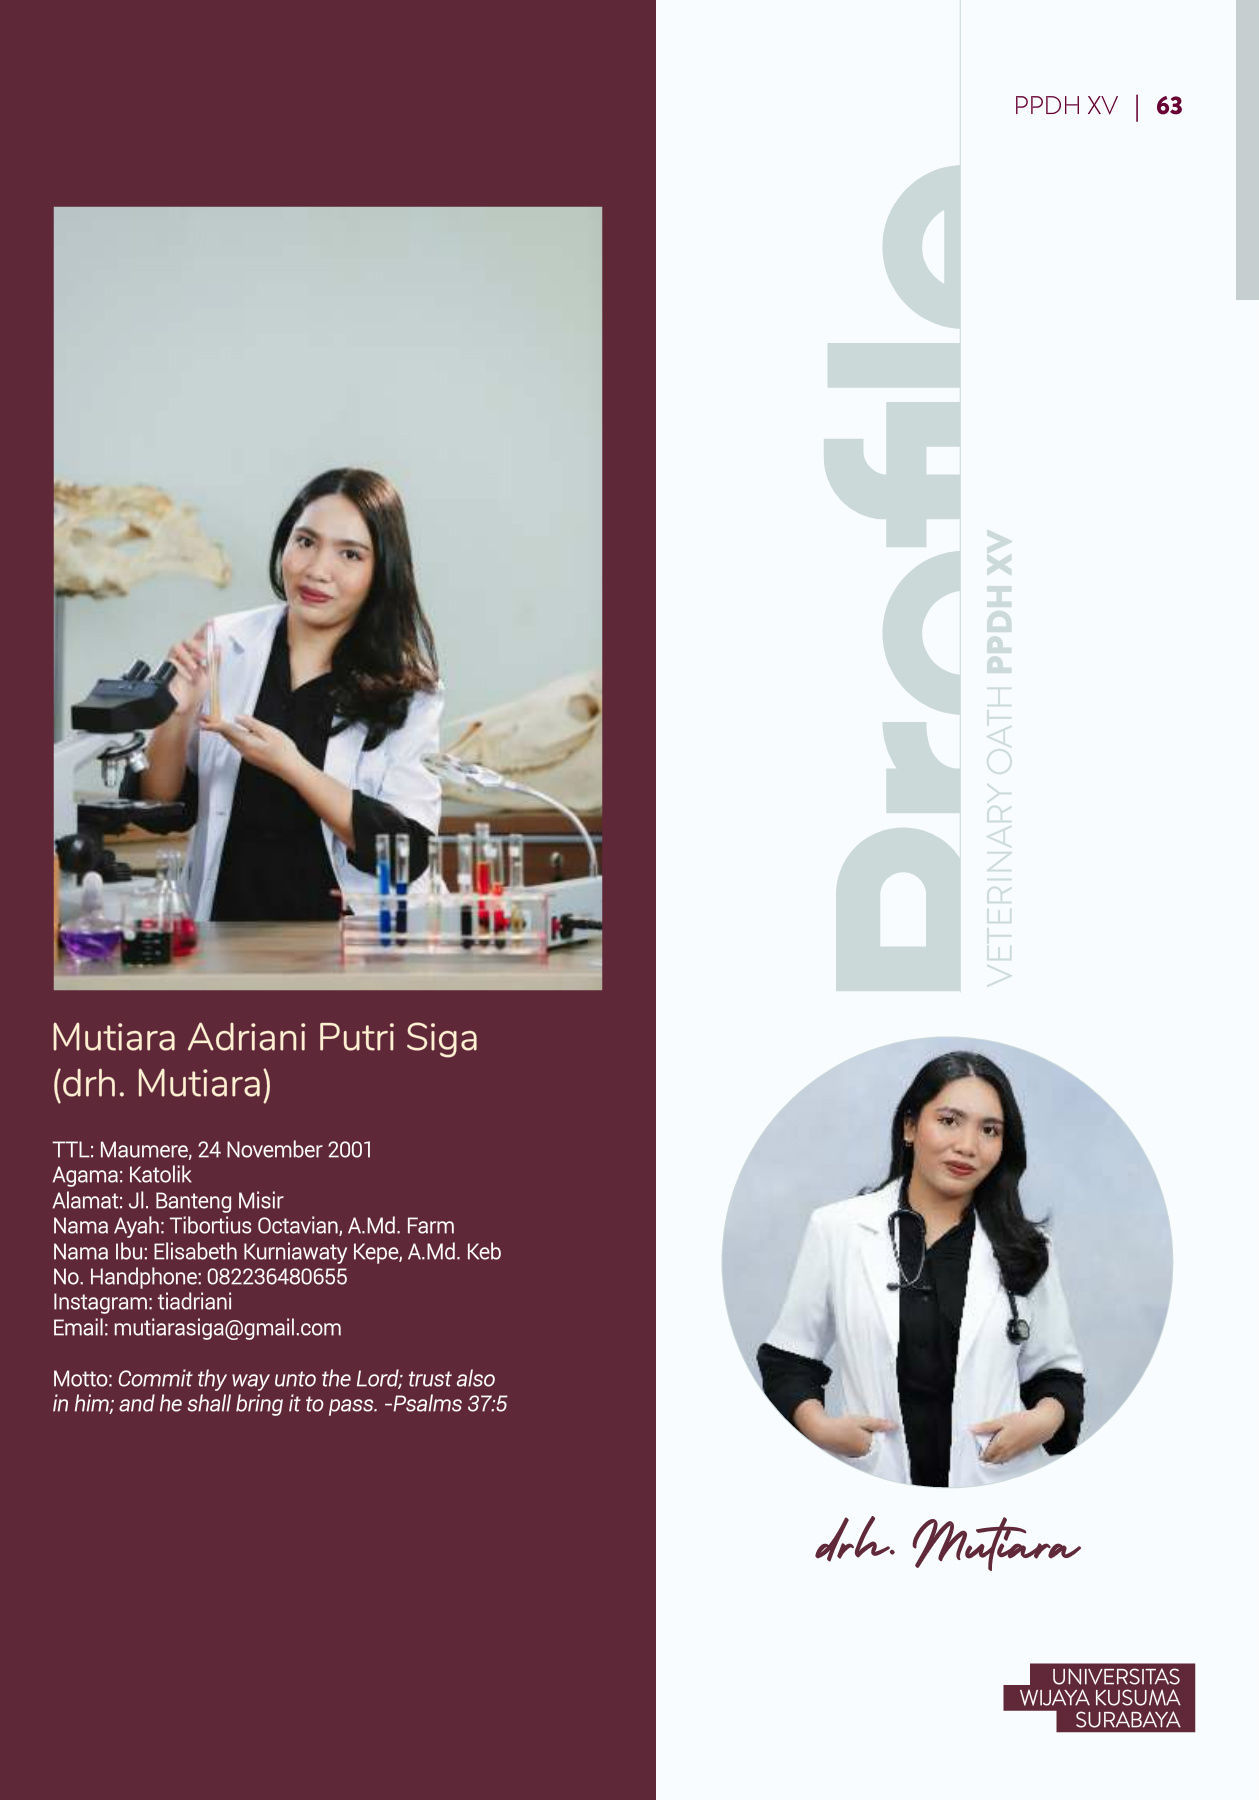 PPDH XV | 63
Profile
VETERINARY OATH PPDH XV
Mutiara Adriani Putri Siga
(drh. Mutiara)
TTL: Maumere, 24 November 2001
Agama: Katolik
Alamat: Jl. Banteng Misir
Nama Ayah: Tibortius Octavian, A.Md. Farm
Nama Ibu: Elisabeth Kurniawaty Kepe, A.Md. Keb
No. Handphone: 082236480655
Instagram: tiadriani
Email: mutiarasiga@gmail.com
Motto: Commit thy way unto the Lord; trust also
in him; and he shall bring it to pass. -Psalms 37:5
drh. Mutiara
UNIVERSITAS
WIJAYA KUSUMA
SURABAYA